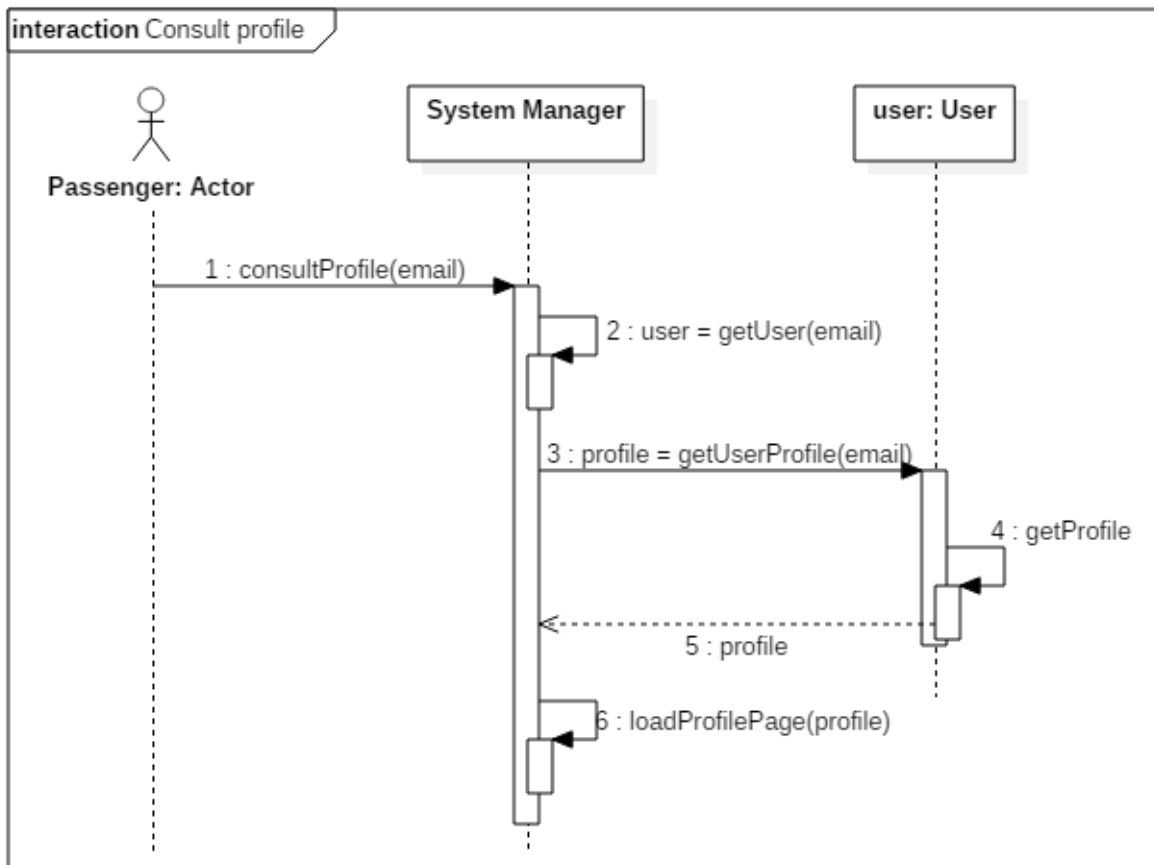 interaction Consult profile
System Manager
user: User
Passenger: Actor
1 : consultProfile(email)
2 : user = getUser(email)
3 : profile = getUserProfile(email)
4 : getProfile
5 : profile
6 : loadProfilePage(profile)